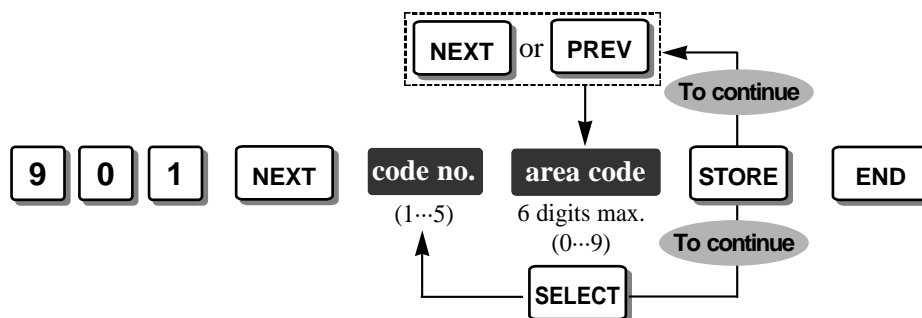 NEXT or PREV
To continue
9 0 1 NEXT code no. area code STORE END
(1···5) 6 digits max.
(0···9)
To continue
SELECT